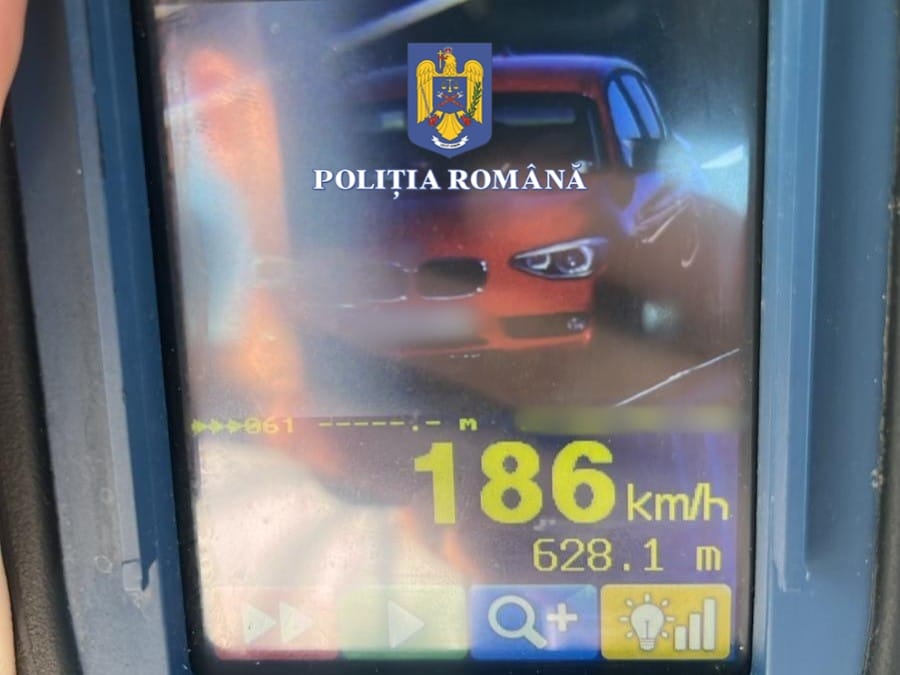 POLIȚIA ROMÂNĂ
▶▶▶061 -----.- m
186 km/h
628.1 m